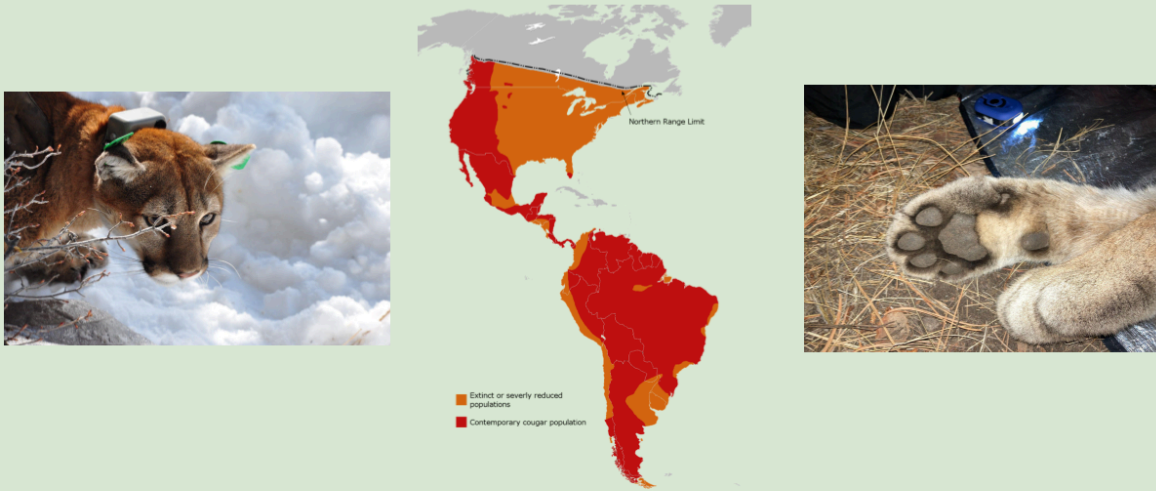 Northern Range Limit
Extinct or severly reduced
populations
Contemporary cougar population